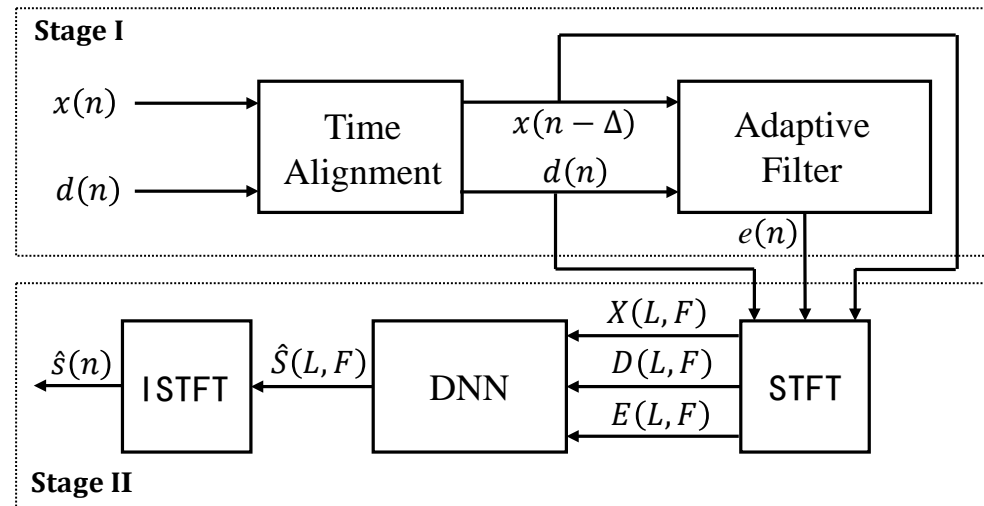 Stage I
x(n)
d(n)
Time
Alignment
x(n − Δ)
d(n)
Adaptive
Filter
e(n)
X(L, F)
D(L, F)
E(L, F)
STFT
DNN
Ŝ(L, F)
ISTFT
ŝ(n)
Stage II